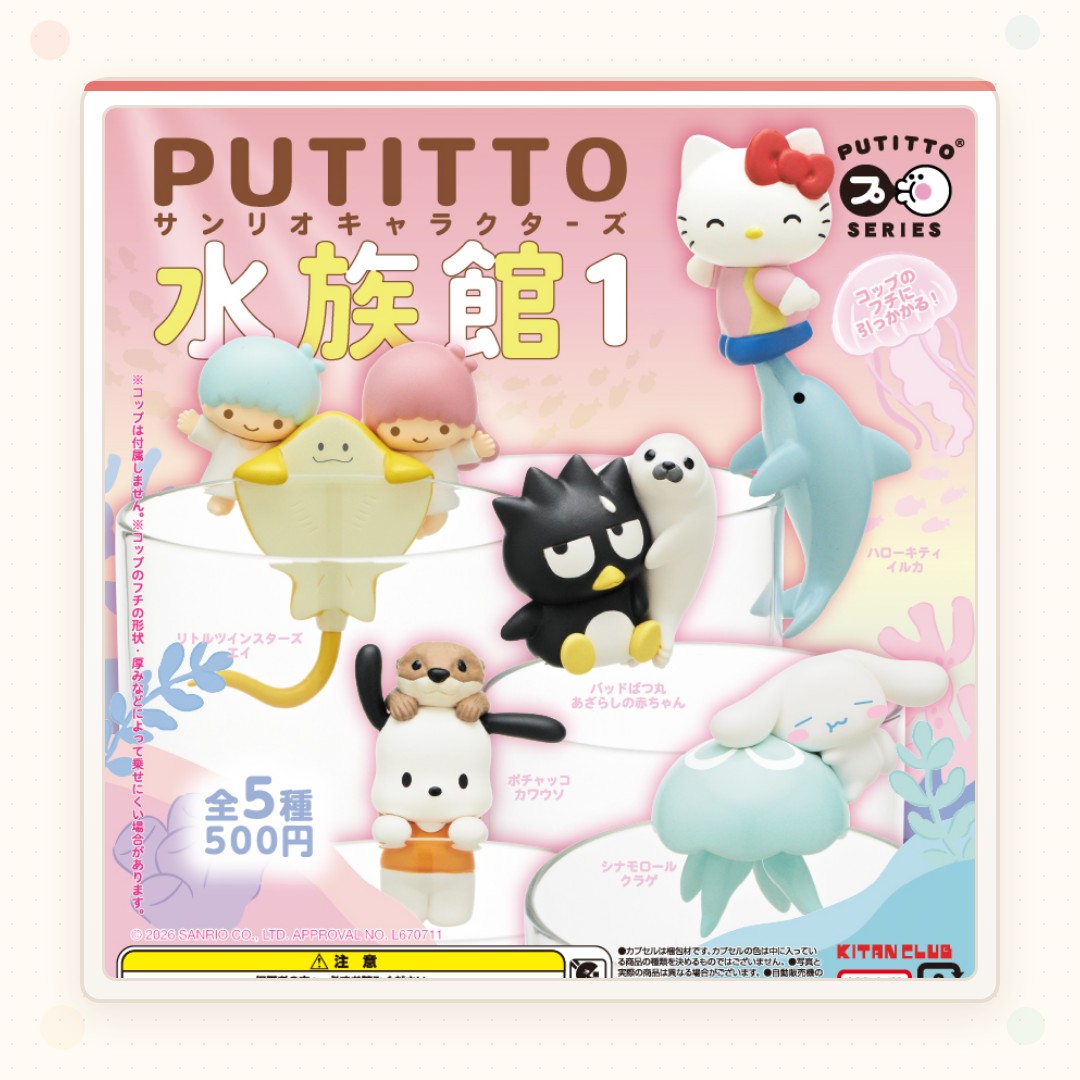 PUTITTO
サンリオキャラクターズ
水族館1
PUTITTO®
プ
SERIES
コップの
フチに
引っかかる!
※コップは付属しません。※コップのフチの形状・厚みなどによって乗せにくい場合があります。
ハローキティ
イルカ
リトルツインスターズ
エイ
バッドばつ丸
あざらしの赤ちゃん
ポチャッコ
カワウソ
シナモロール
クラゲ
全5種
500円
© 2026 SANRIO CO., LTD. APPROVAL NO. L670711
注意
●カプセルは梱包材です。カプセルの色は中に入ってい
る商品の種類を決めるものではございません。●写真と
実際の商品は異なる場合がございます。●自動販売機の
KITAN CLUB